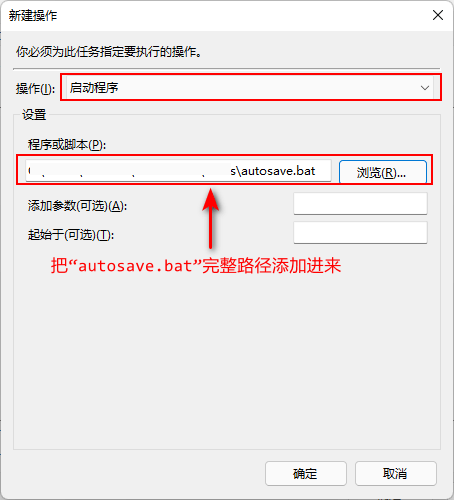 新建操作
你必须为此任务指定要执行的操作。
操作(I):
启动程序
设置
程序或脚本(P):
s\autosave.bat
浏览(R)...
添加参数(可选)(A):
起始于(可选)(T):
把“autosave.bat”完整路径添加进来
确定
取消